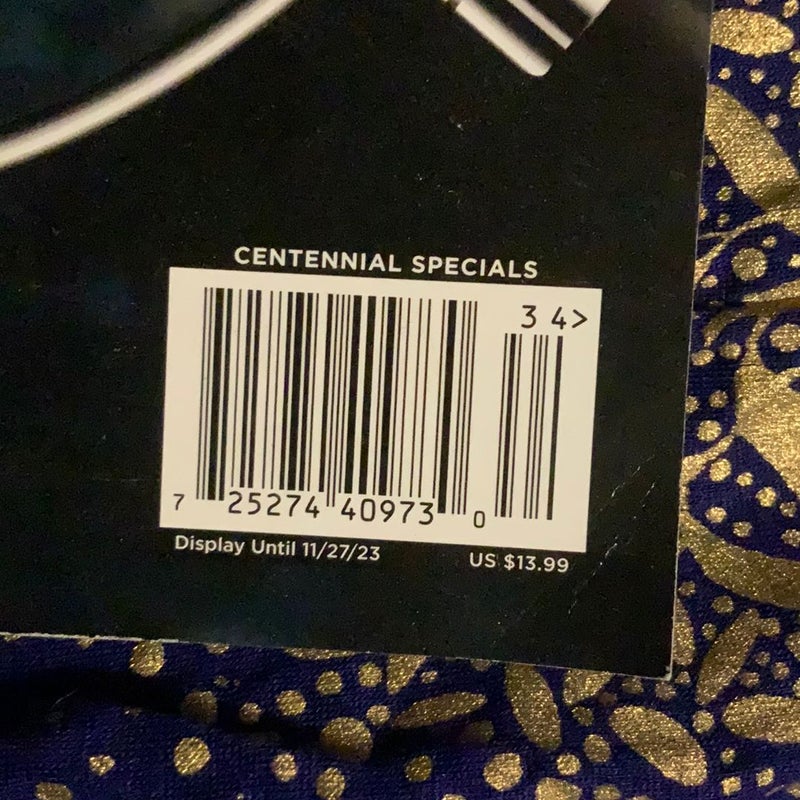 CENTENNIAL SPECIALS
3 4>
7 25274 40973 0
Display Until 11/27/23
US $13.99